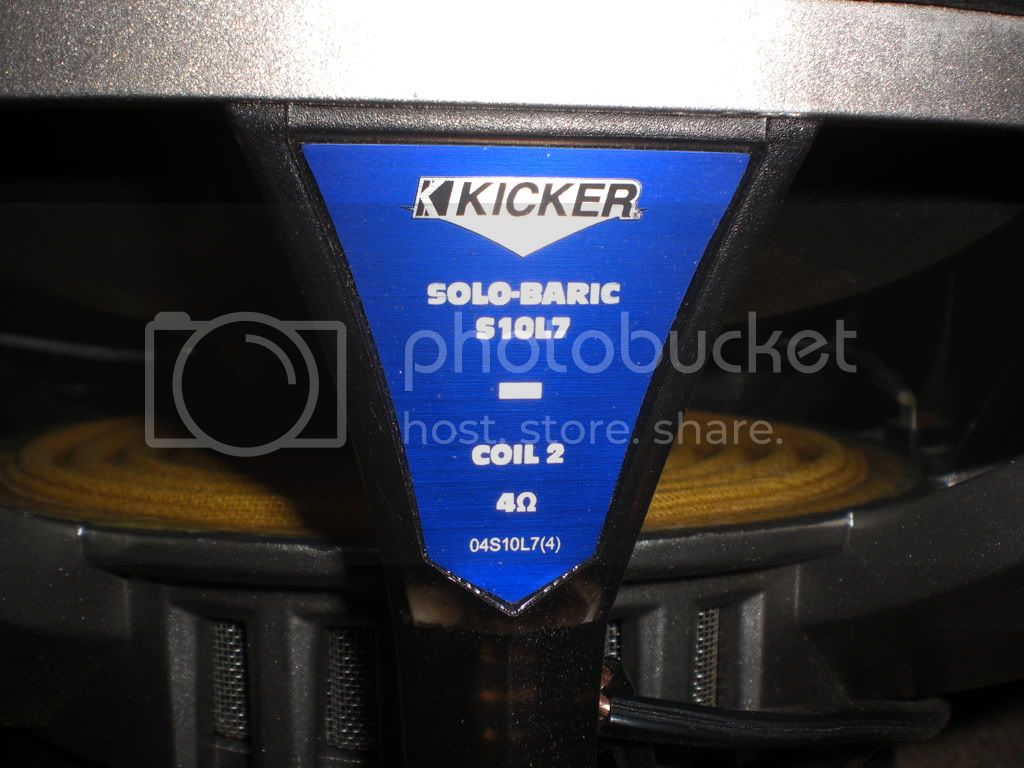 KICKER
SOLO-BARIC
S10L7
photobucket
host. store. share.
COIL 2
4Ω
04S10L7(4)